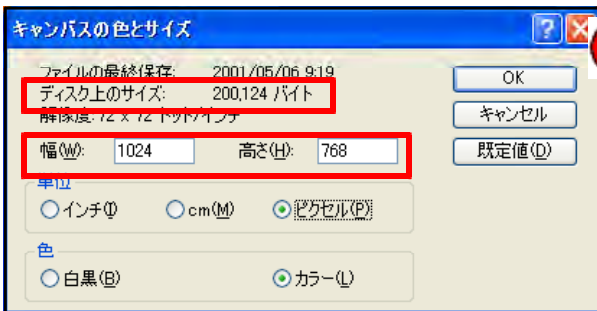 キャンバスの色とサイズ
ファイルの最終保存: 2001/05/06 9:19
ディスク上のサイズ: 200,124 バイト
解像度: 72 x 72 ドット/インチ
幅(W): 1024 高さ(H): 768
単位
インチ(I) cm(M) ピクセル(P)
色
白黒(B) カラー(L)
OK
キャンセル
既定値(D)